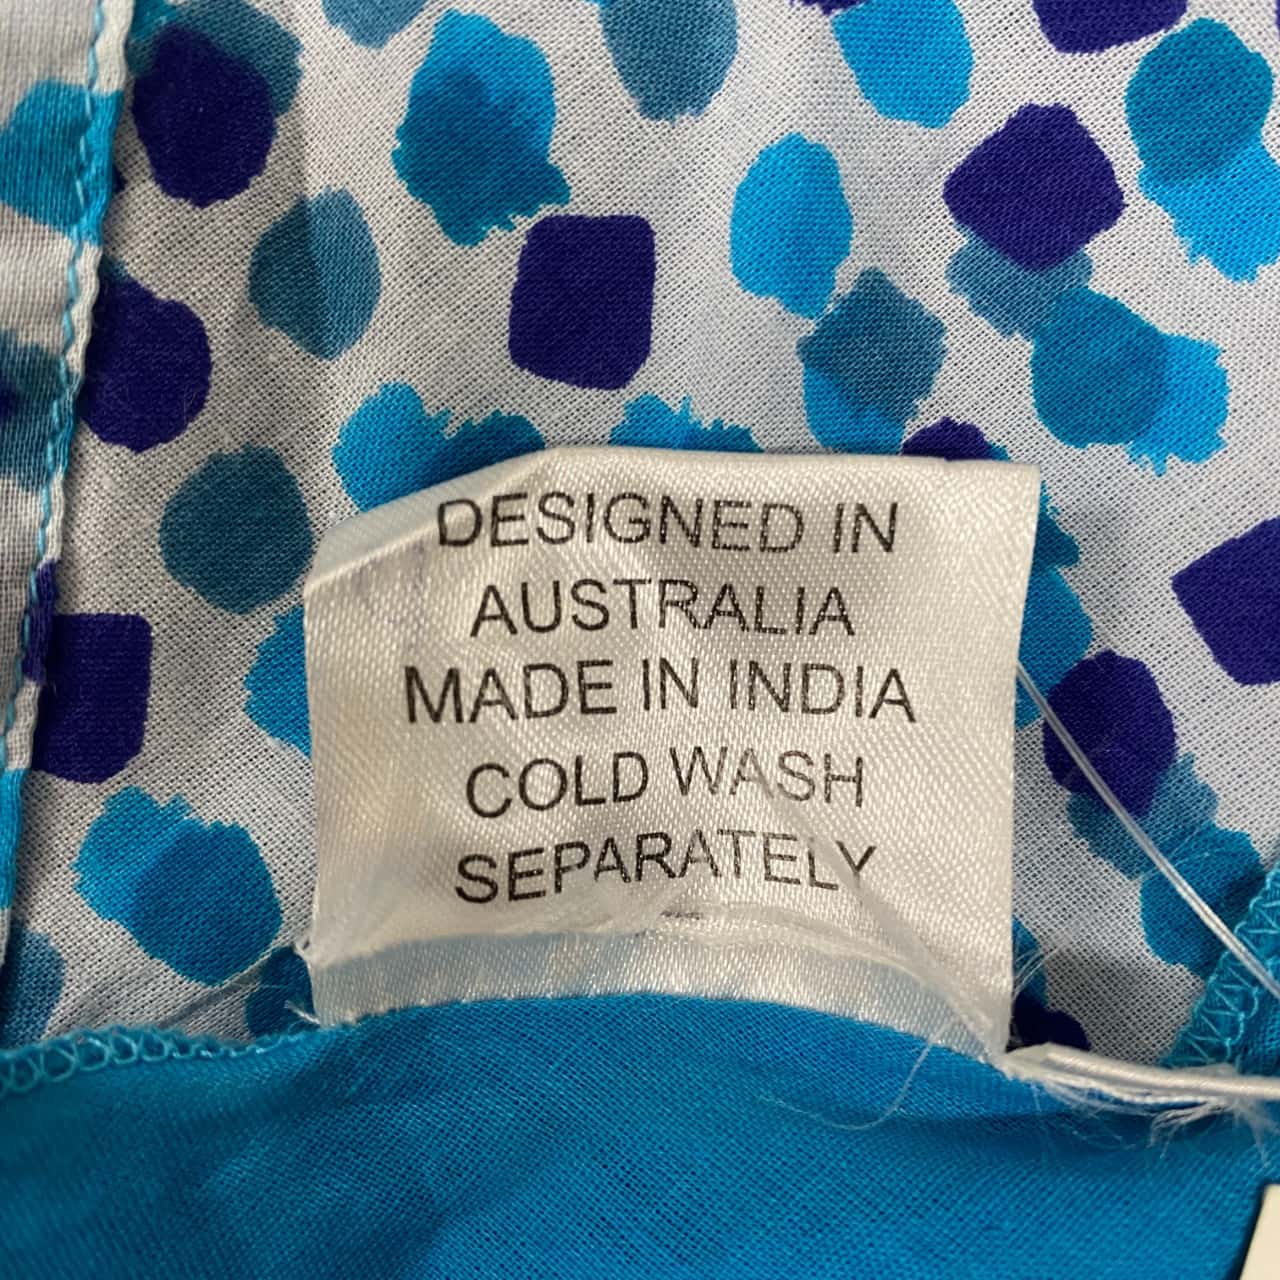 DESIGNED IN
AUSTRALIA
MADE IN INDIA
COLD WASH
SEPARATELY